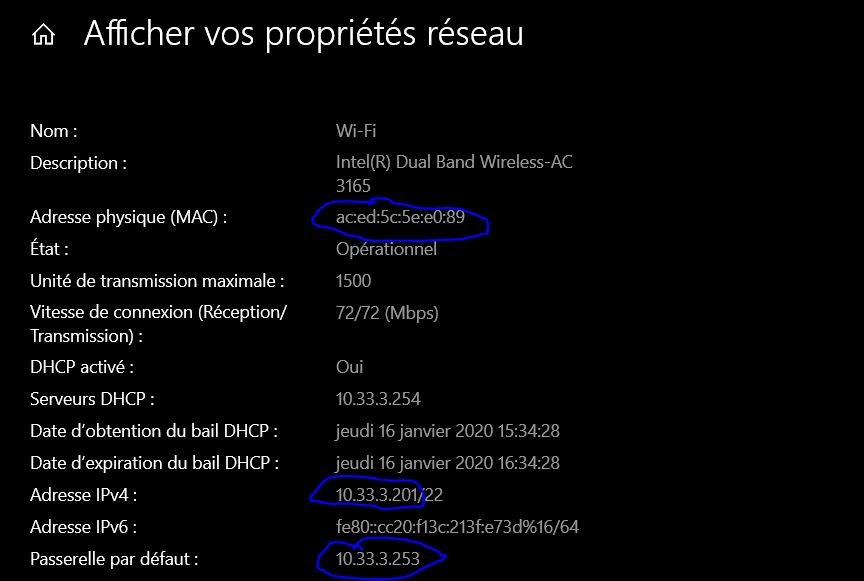 Afficher vos propriétés réseau
Nom : Wi-Fi
Description : Intel(R) Dual Band Wireless-AC
3165
Adresse physique (MAC) : ac:ed:5c:5e:e0:89
État : Opérationnel
Unité de transmission maximale : 1500
Vitesse de connexion (Réception/ 72/72 (Mbps)
Transmission) :
DHCP activé : Oui
Serveurs DHCP : 10.33.3.254
Date d’obtention du bail DHCP : jeudi 16 janvier 2020 15:34:28
Date d’expiration du bail DHCP : jeudi 16 janvier 2020 16:34:28
Adresse IPv4 : 10.33.3.201/22
Adresse IPv6 : fe80::cc20:f13c:213f:e73d%16/64
Passerelle par défaut : 10.33.3.253